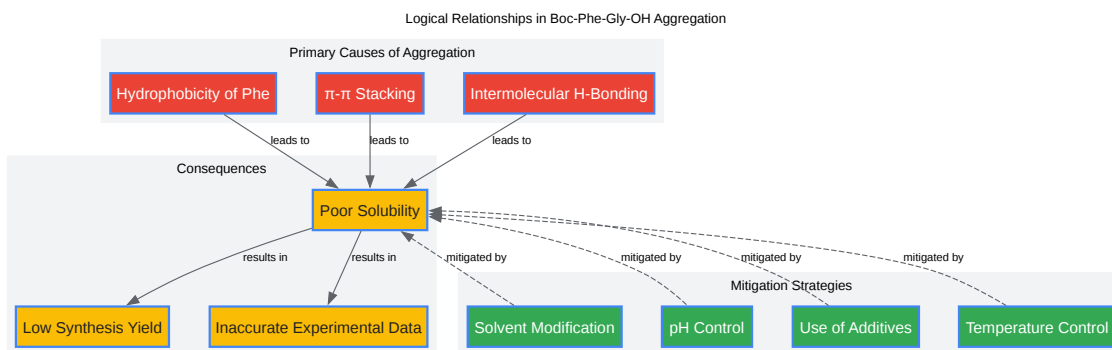 Logical Relationships in Boc-Phe-Gly-OH Aggregation
Primary Causes of Aggregation
Hydrophobicity of Phe
π-π Stacking
Intermolecular H-Bonding
leads to
leads to
leads to
Consequences
Poor Solubility
results in
results in
mitigated by
mitigated by
mitigated by
mitigated by
Mitigation Strategies
Low Synthesis Yield
Inaccurate Experimental Data
Solvent Modification
pH Control
Use of Additives
Temperature Control